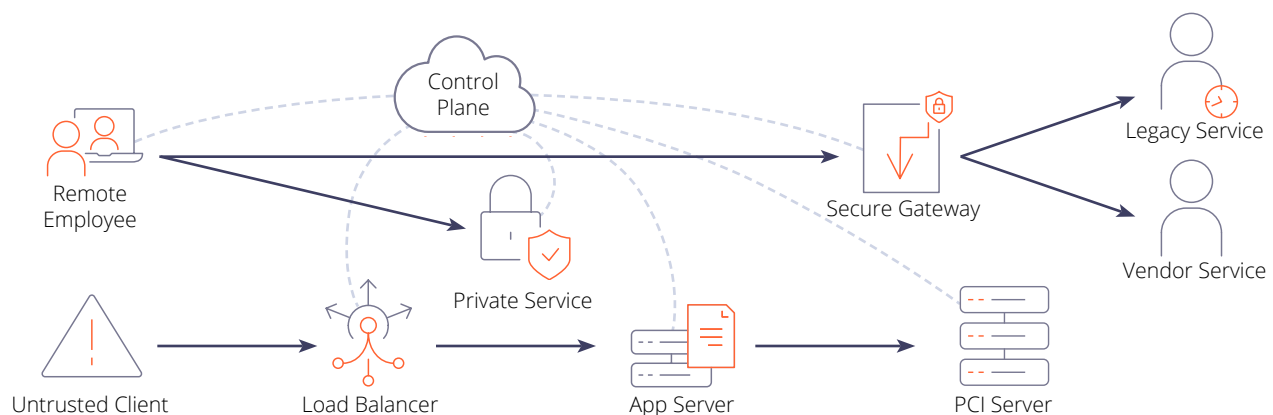 Control
Plane
Legacy Service
Remote
Employee
Secure Gateway
Vendor Service
Private Service
Untrusted Client
Load Balancer
App Server
PCI Server